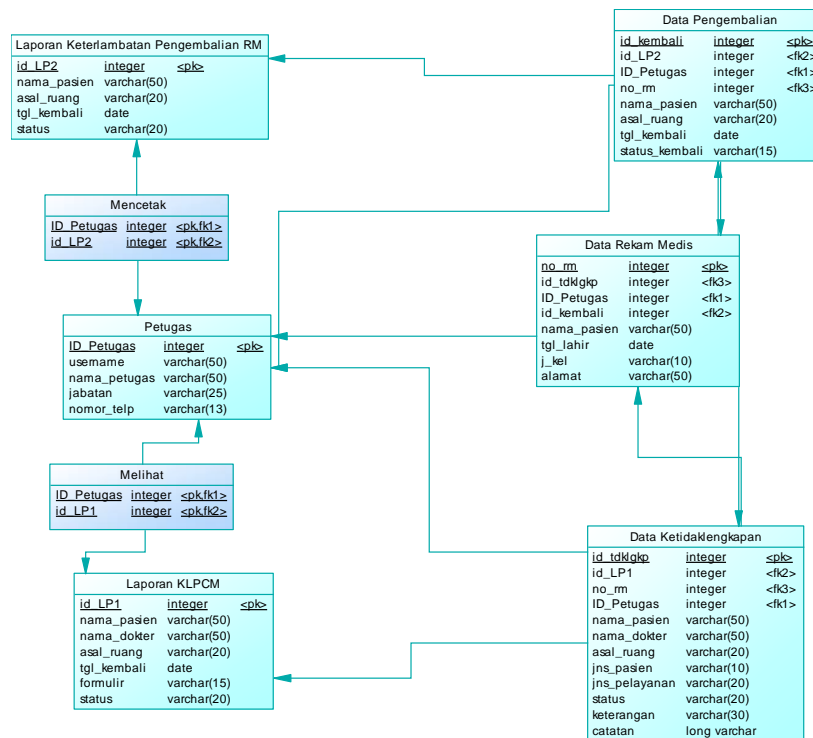 Laporan Keterlambatan Pengembalian RM
id_LP2 integer <pk>
nama_pasien varchar(50)
asal_ruang varchar(20)
tgl_kembali date
status varchar(20)
Mencetak
ID_Petugas integer <pk,fk1>
id_LP2 integer <pk,fk2>
Petugas
ID_Petugas integer <pk>
username varchar(50)
nama_petugas varchar(50)
jabatan varchar(25)
nomor_telp varchar(13)
Melihat
ID_Petugas integer <pk,fk1>
id_LP1 integer <pk,fk2>
Laporan KLPCM
id_LP1 integer <pk>
nama_pasien varchar(50)
nama_dokter varchar(50)
asal_ruang varchar(20)
tgl_kembali date
formulir varchar(15)
status varchar(20)
Data Pengembalian
id_kembali integer <pk>
id_LP2 integer <fk2>
ID_Petugas integer <fk1>
no_rm integer <fk3>
nama_pasien varchar(50)
asal_ruang varchar(20)
tgl_kembali date
status_kembali varchar(15)
Data Rekam Medis
no_rm integer <pk>
id_tdklgkp integer <fk3>
ID_Petugas integer <fk1>
id_kembali integer <fk2>
nama_pasien varchar(50)
tgl_lahir date
j_kel varchar(10)
alamat varchar(50)
Data Ketidaklengkapan
id_tdklgkp integer <pk>
id_LP1 integer <fk2>
no_rm integer <fk3>
ID_Petugas integer <fk1>
nama_pasien varchar(50)
nama_dokter varchar(50)
asal_ruang varchar(20)
jns_pasien varchar(10)
jns_pelayanan varchar(20)
status varchar(20)
keterangan varchar(30)
catatan long varchar